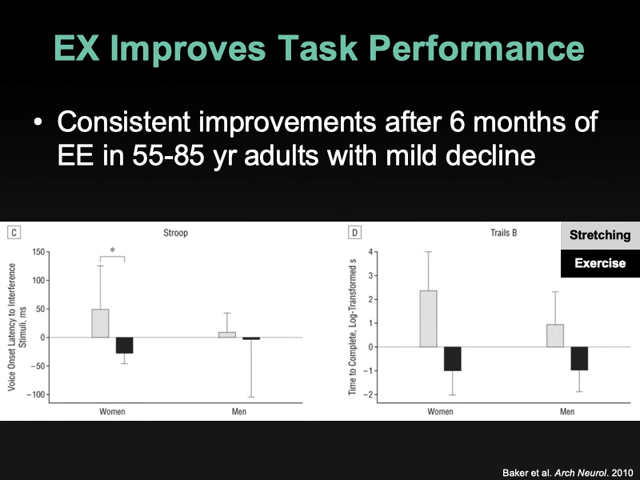 EX Improves Task Performance
• Consistent improvements after 6 months of
EE in 55-85 yr adults with mild decline
C
Stroop
Voice Onset Latency to Interference
Stimuli, ms
150
100
50
0
−50
−100
*
Women
Men
D
Trails B
Stretching
Exercise
Time to Complete, Log-Transformed s
4
3
2
1
0
−1
−2
Women
Men
Baker et al. Arch Neurol. 2010